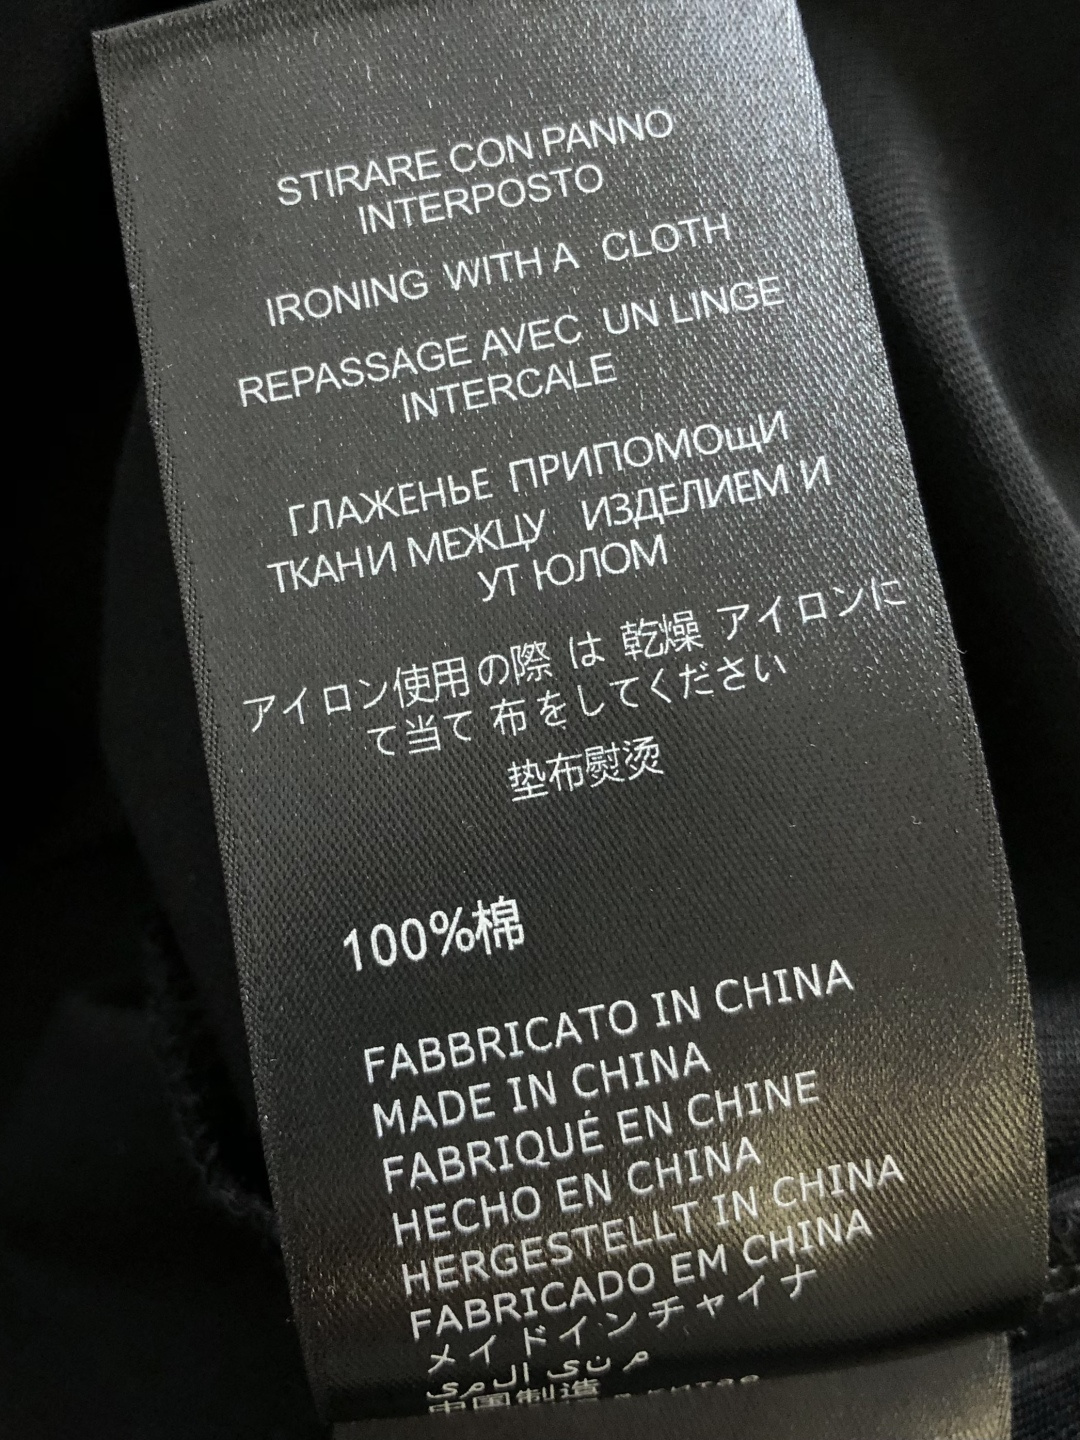 STIRARE CON PANNO
INTERPOSTO
IRONING WITH A CLOTH
REPASSAGE AVEC UN LINGE
INTERCALE
ГЛАЖЕНЬЕ ПРИПОМОщИ
ТКАНИ МЕЖЦУ ИЗДЕЛИЕМ И
УТ ЮЛОМ
アイロン使用の際 は 乾燥 アイロンに
て当て 布をしてください
垫布熨烫
100%棉
FABBRICATO IN CHINA
MADE IN CHINA
FABRIQUÉ EN CHINE
HECHO EN CHINA
HERGESTELLT IN CHINA
FABRICADO EM CHINA
メイドインチャイナ
中国制造